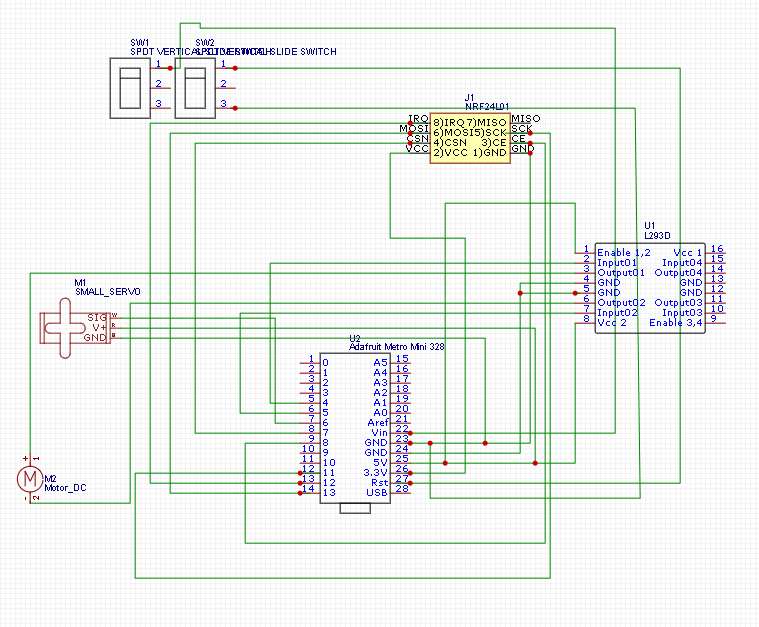 SW1
SPDT VERTICAL SLIDE SWITCH
1
2
3
SW2
SPDT VERTICAL SLIDE SWITCH
1
2
3
J1
NRF24L01
IRQ 8)IRQ 7)MISO MISO
MOSI 6)MOSI 5)SCK SCK
CSN 4)CSN 3)CE CE
VCC 2)VCC 1)GND GND
U1
L293D
1 Enable 1,2 Vcc 1 16
2 Input01 Input04 15
3 Output01 Output04 14
4 GND GND 13
5 GND GND 12
6 Output02 Output03 11
7 Input02 Input03 10
8 Vcc 2 Enable 3,4 9
M1
SMALL_SERVO
SIG W
V+ R
GND B
U2
Adafruit Metro Mini 328
1 0 A5 15
2 1 A4 16
3 2 A3 17
4 3 A2 18
5 4 A1 19
6 5 A0 20
7 6 Aref 21
8 7 Vin 22
9 8 GND 23
10 9 GND 24
11 10 5V 25
12 11 3.3V 26
13 12 Rst 27
14 13 USB 28
+ 1
M M2
Motor_DC
- 2